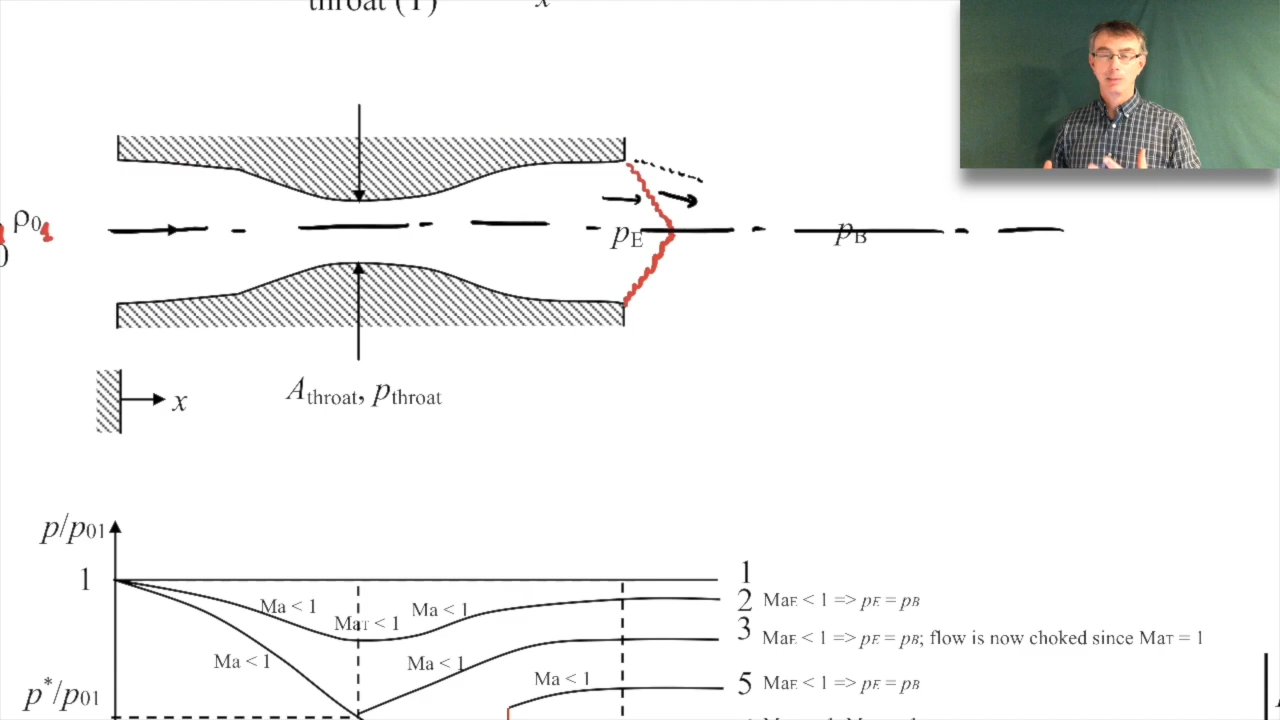 throat (T) x
ρ01
0
pE pB
x
Athroat, pthroat
p/p01
1
1
2 MaE < 1 => pE = pB
Ma < 1 MaT < 1 Ma < 1
3 MaE < 1 => pE = pB; flow is now choked since MaT = 1
Ma < 1 Ma < 1
Ma < 1 5 MaE < 1 => pE = pB
p*/p01